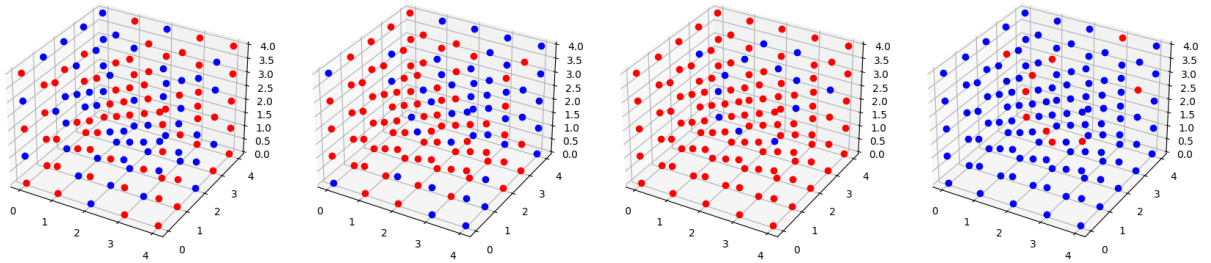 4.0 4.0 4.0 4.0
3.5 3.5 3.5 3.5
3.0 3.0 3.0 3.0
2.5 2.5 2.5 2.5
2.0 2.0 2.0 2.0
1.5 1.5 1.5 1.5
1.0 1.0 1.0 1.0
0.5 0.5 0.5 0.5
0.0 0.0 0.0 0.0
4 4 4 4
0 3 0 3 0 3 0 3
1 2 1 2 1 2 1 2
2 1 2 1 2 1 2 1
3 0 3 0 3 0 3 0
4 4 4 4